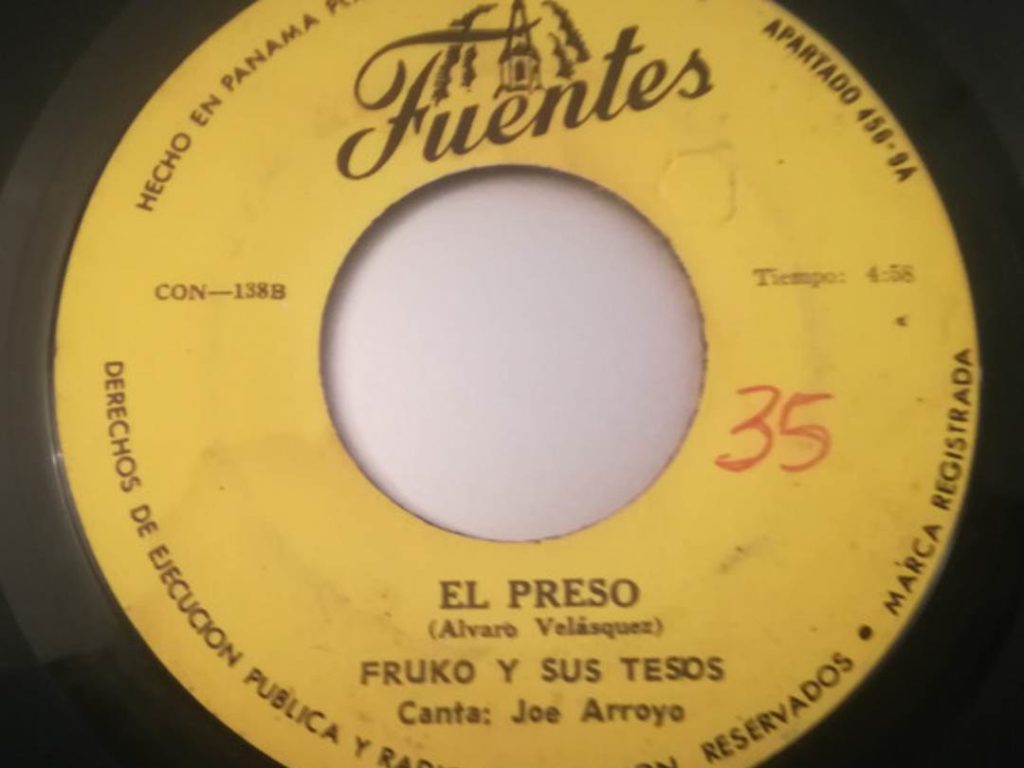 HECHO EN PANAMA
Fuentes
APARTADO 456-9A
CON—138B
Tiempo: 4:58
35
EL PRESO
(Alvaro Velásquez)
FRUKO Y SUS TESOS
Canta: Joe Arroyo
DERECHOS DE EJECUCION PUBLICA Y
RESERVADOS • MARCA REGISTRADA